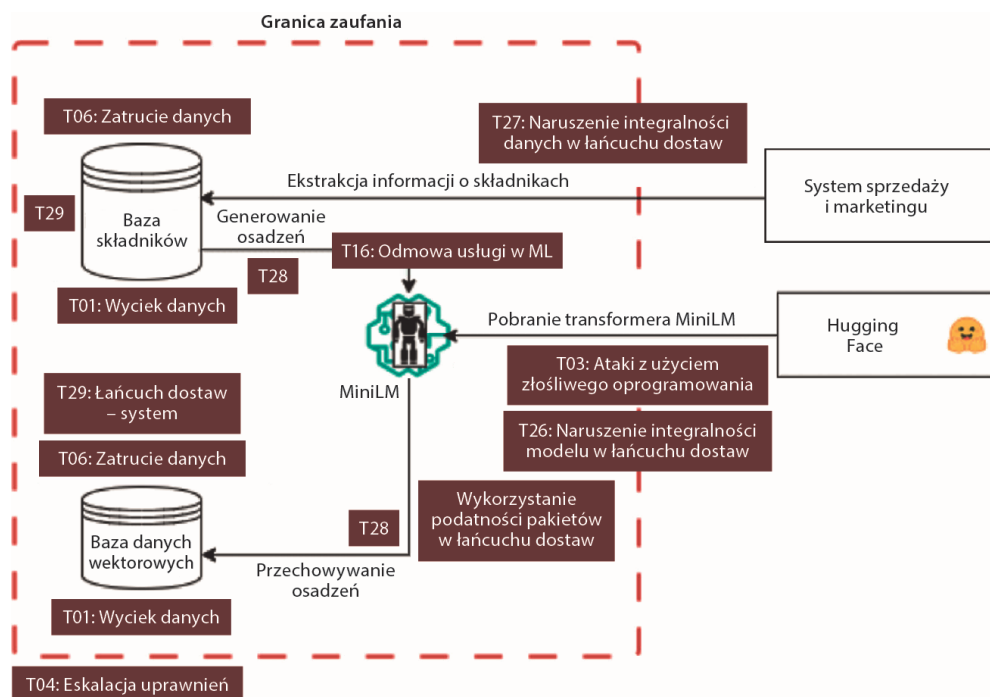 Granica zaufania
T06: Zatrucie danych
T27: Naruszenie integralności
danych w łańcuchu dostaw
Ekstrakcja informacji o składnikach
System sprzedaży
i marketingu
T29
Baza
składników
Generowanie
osadzeń
T16: Odmowa usługi w ML
T28
T01: Wyciek danych
Pobranie transformera MiniLM
Hugging
Face
MiniLM
T03: Ataki z użyciem
złośliwego oprogramowania
T29: Łańcuch dostaw
– system
T26: Naruszenie integralności
modelu w łańcuchu dostaw
T06: Zatrucie danych
Wykorzystanie
podatności pakietów
w łańcuchu dostaw
T28
Baza danych
wektorowych
Przechowywanie
osadzeń
T01: Wyciek danych
T04: Eskalacja uprawnień